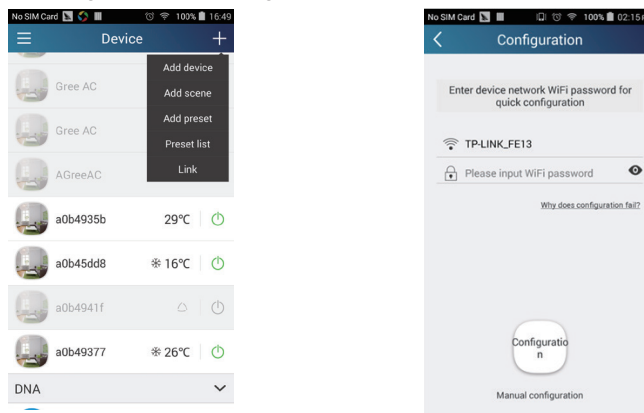 No SIM Card 100% 16:49
Device
Add device
Add scene
Add preset
Preset list
Link
Gree AC
Gree AC
AGreeAC
a0b4935b 29℃
a0b45dd8 16℃
a0b4941f
a0b49377 26℃
DNA
No SIM Card 100% 02:15
Configuration
Enter device network WiFi password for
quick configuration
TP-LINK_FE13
Please input WiFi password
Why does configuration fail?
Configuratio
n
Manual configuration